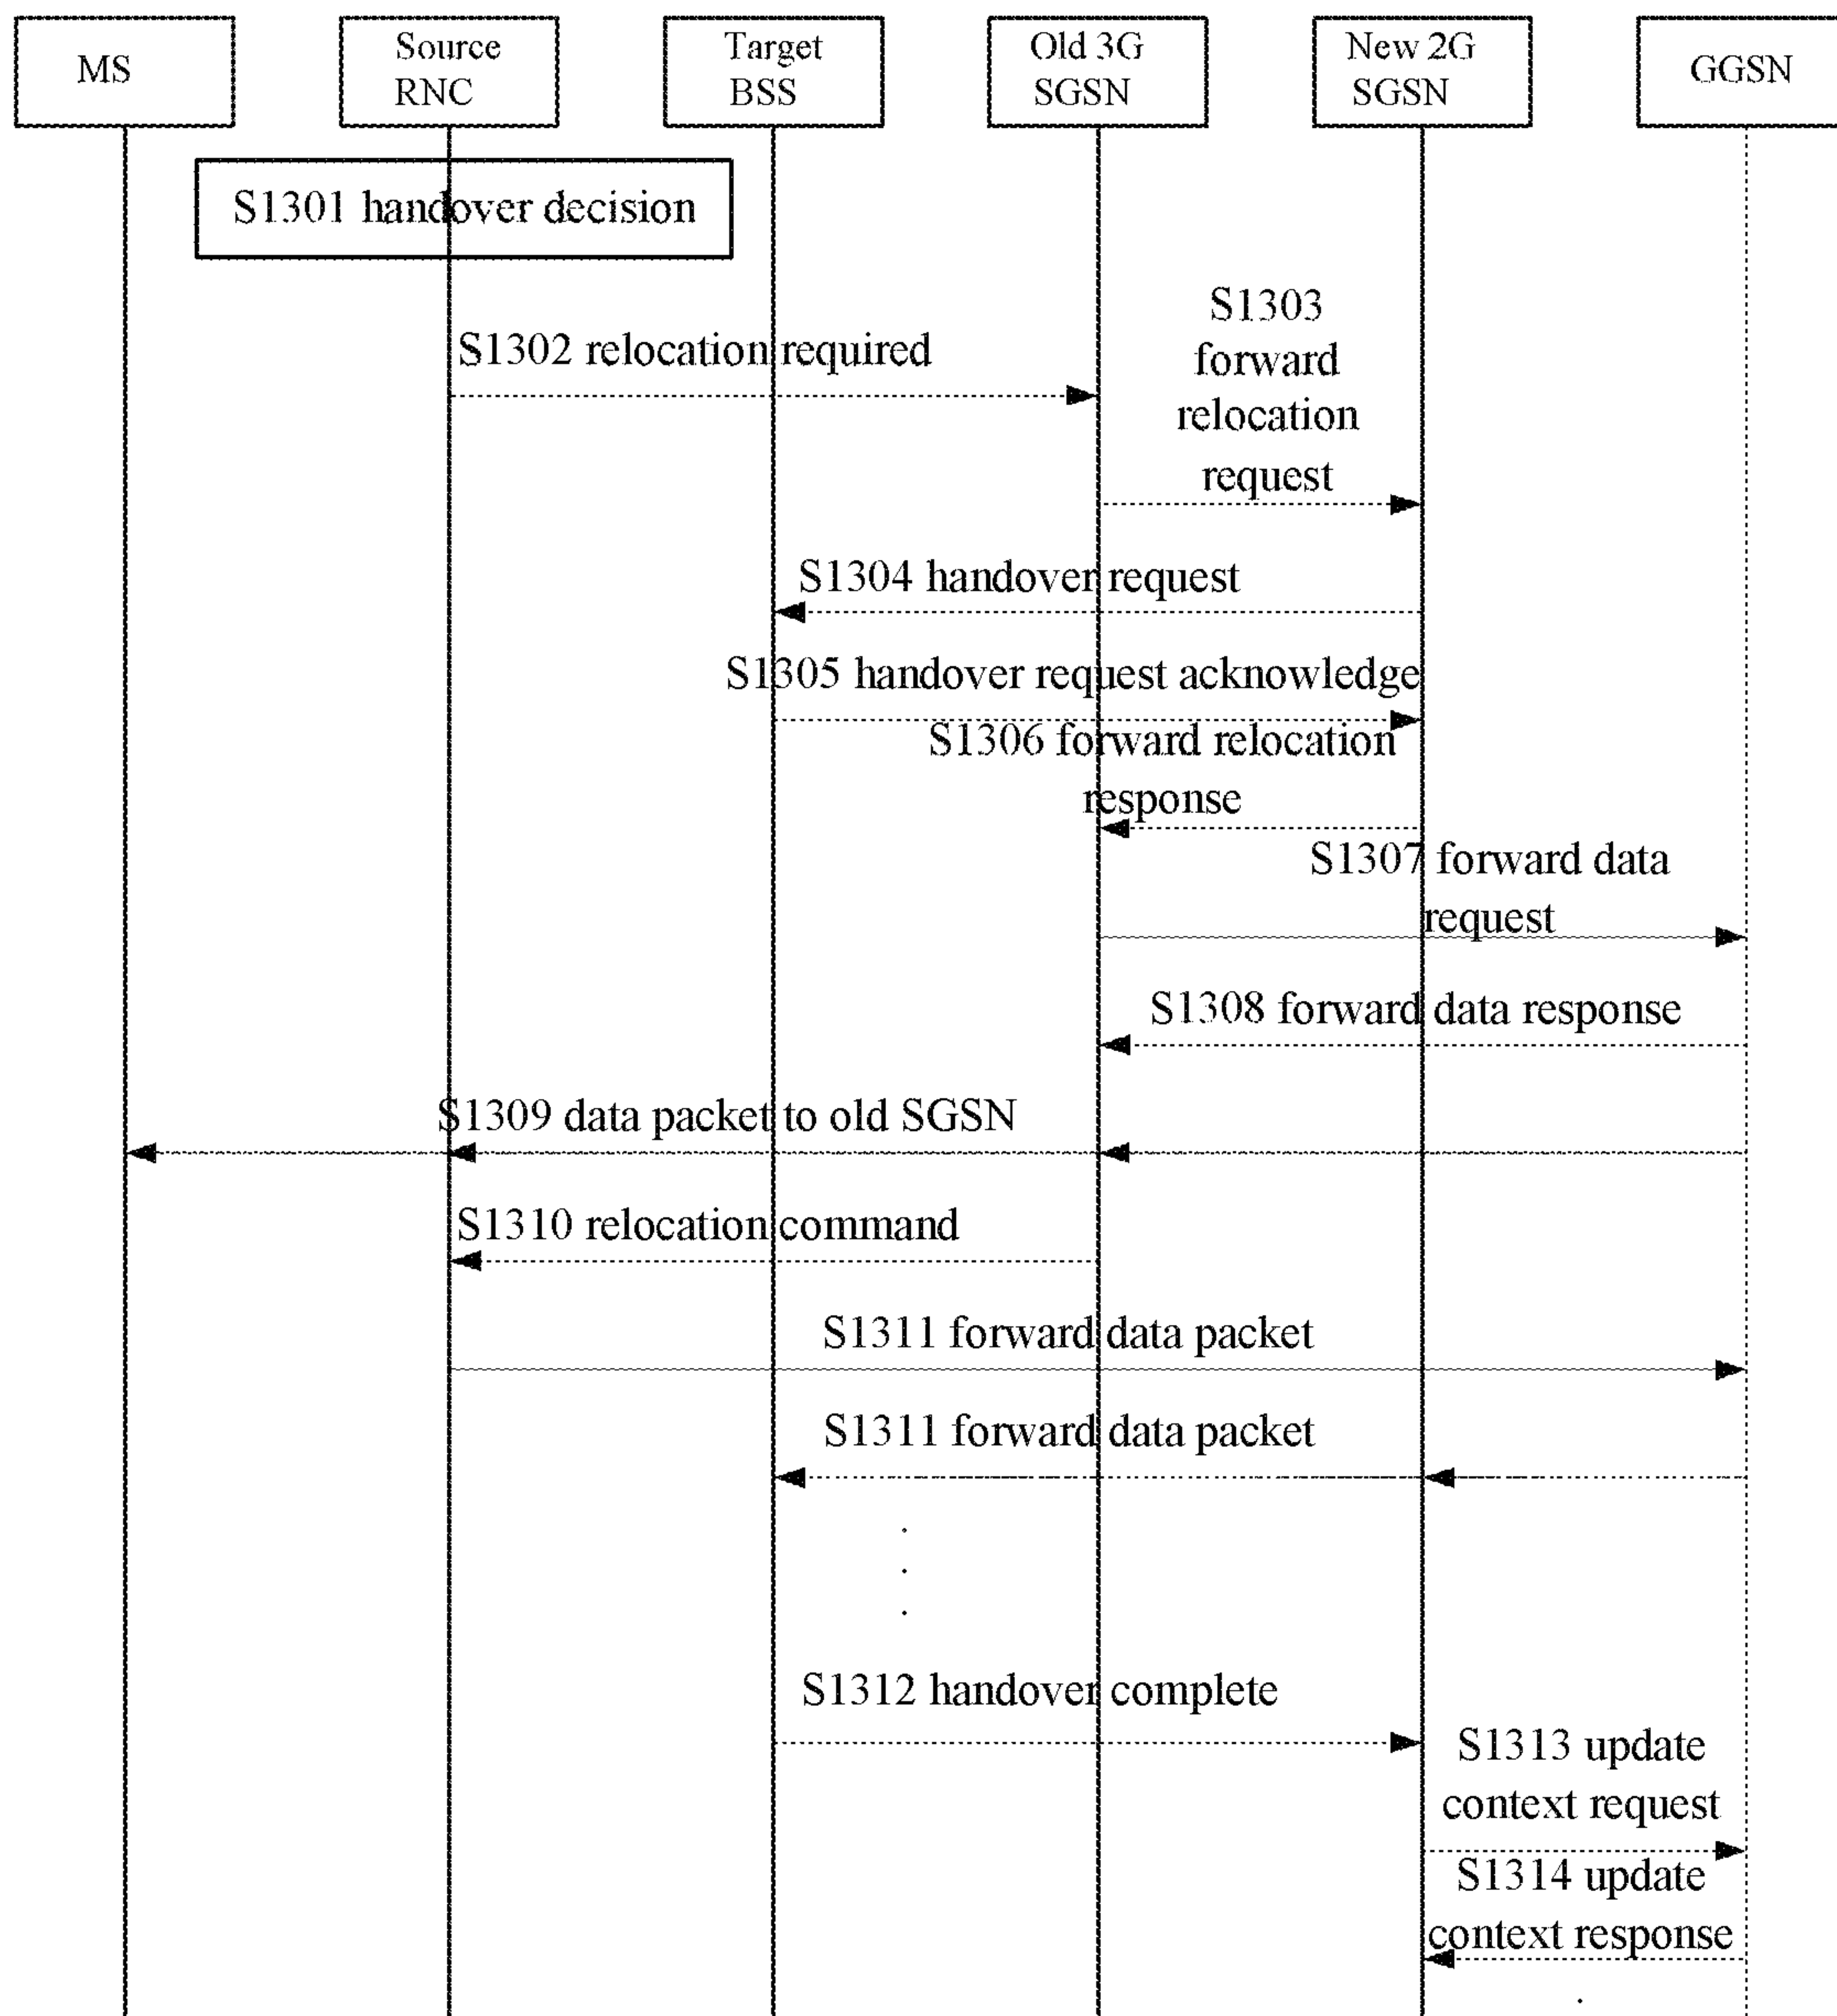 MS
Source
RNC
Target
BSS
Old 3G
SGSN
New 2G
SGSN
GGSN
S1301 handover decision
S1302 relocation required
S1303
forward
relocation
request
S1304 handover request
S1305 handover request acknowledge
S1306 forward relocation
response
S1307 forward data
request
S1308 forward data response
S1309 data packet to old SGSN
S1310 relocation command
S1311 forward data packet
S1311 forward data packet
S1312 handover complete
S1313 update
context request
S1314 update
context response